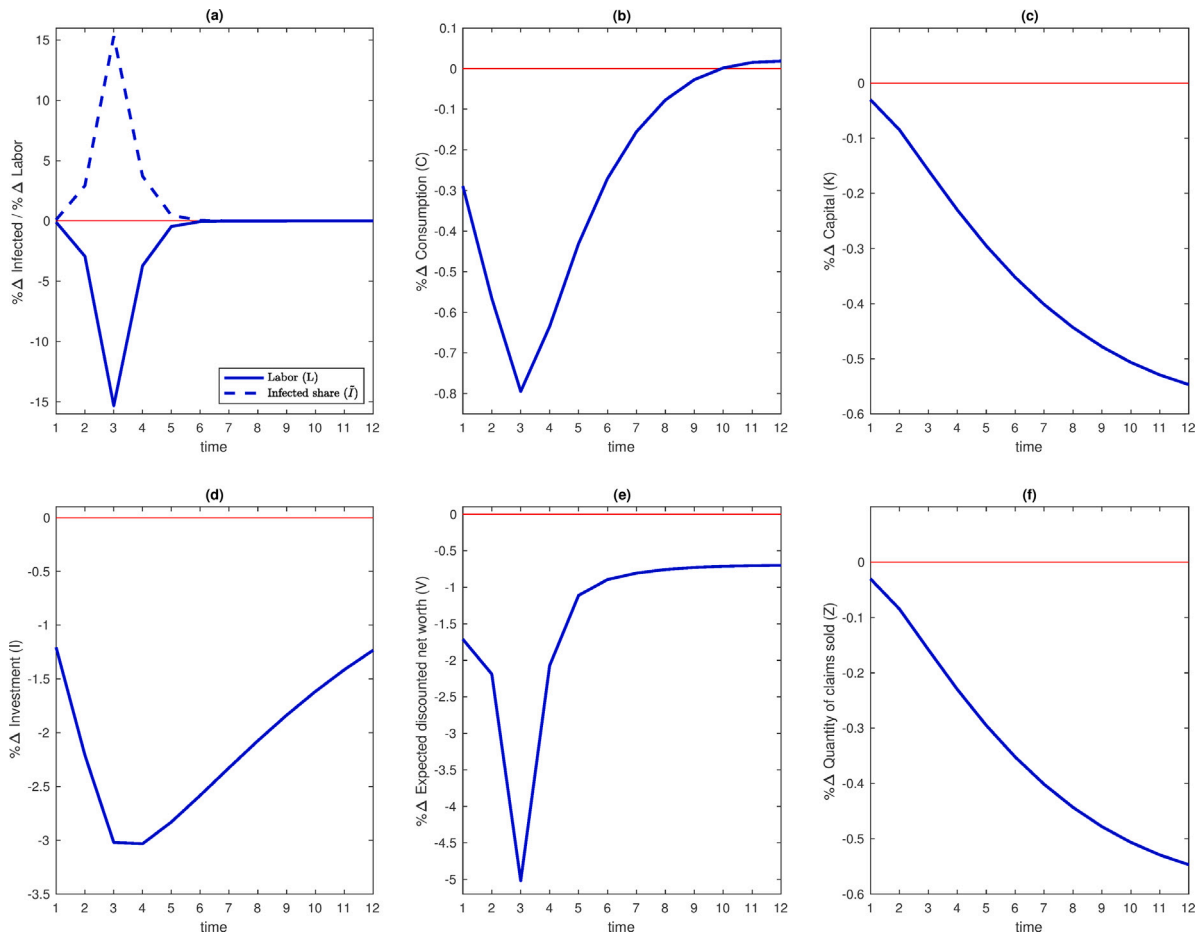 (a)
15
10
5
0
-5
-10
-15
%Δ Infected / %Δ Labor
Labor (L)
Infected share (Ĩ)
1 2 3 4 5 6 7 8 9 10 11 12
time
(b)
0.1
0
-0.1
-0.2
-0.3
-0.4
-0.5
-0.6
-0.7
-0.8
%Δ Consumption (C)
1 2 3 4 5 6 7 8 9 10 11 12
time
(c)
0
-0.1
-0.2
-0.3
-0.4
-0.5
-0.6
%Δ Capital (K)
1 2 3 4 5 6 7 8 9 10 11 12
time
(d)
0
-0.5
-1
-1.5
-2
-2.5
-3
-3.5
%Δ Investment (I)
1 2 3 4 5 6 7 8 9 10 11 12
time
(e)
0
-0.5
-1
-1.5
-2
-2.5
-3
-3.5
-4
-4.5
-5
%Δ Expected discounted net worth (V)
1 2 3 4 5 6 7 8 9 10 11 12
time
(f)
0
-0.1
-0.2
-0.3
-0.4
-0.5
-0.6
%Δ Quantity of claims sold (Z)
1 2 3 4 5 6 7 8 9 10 11 12
time